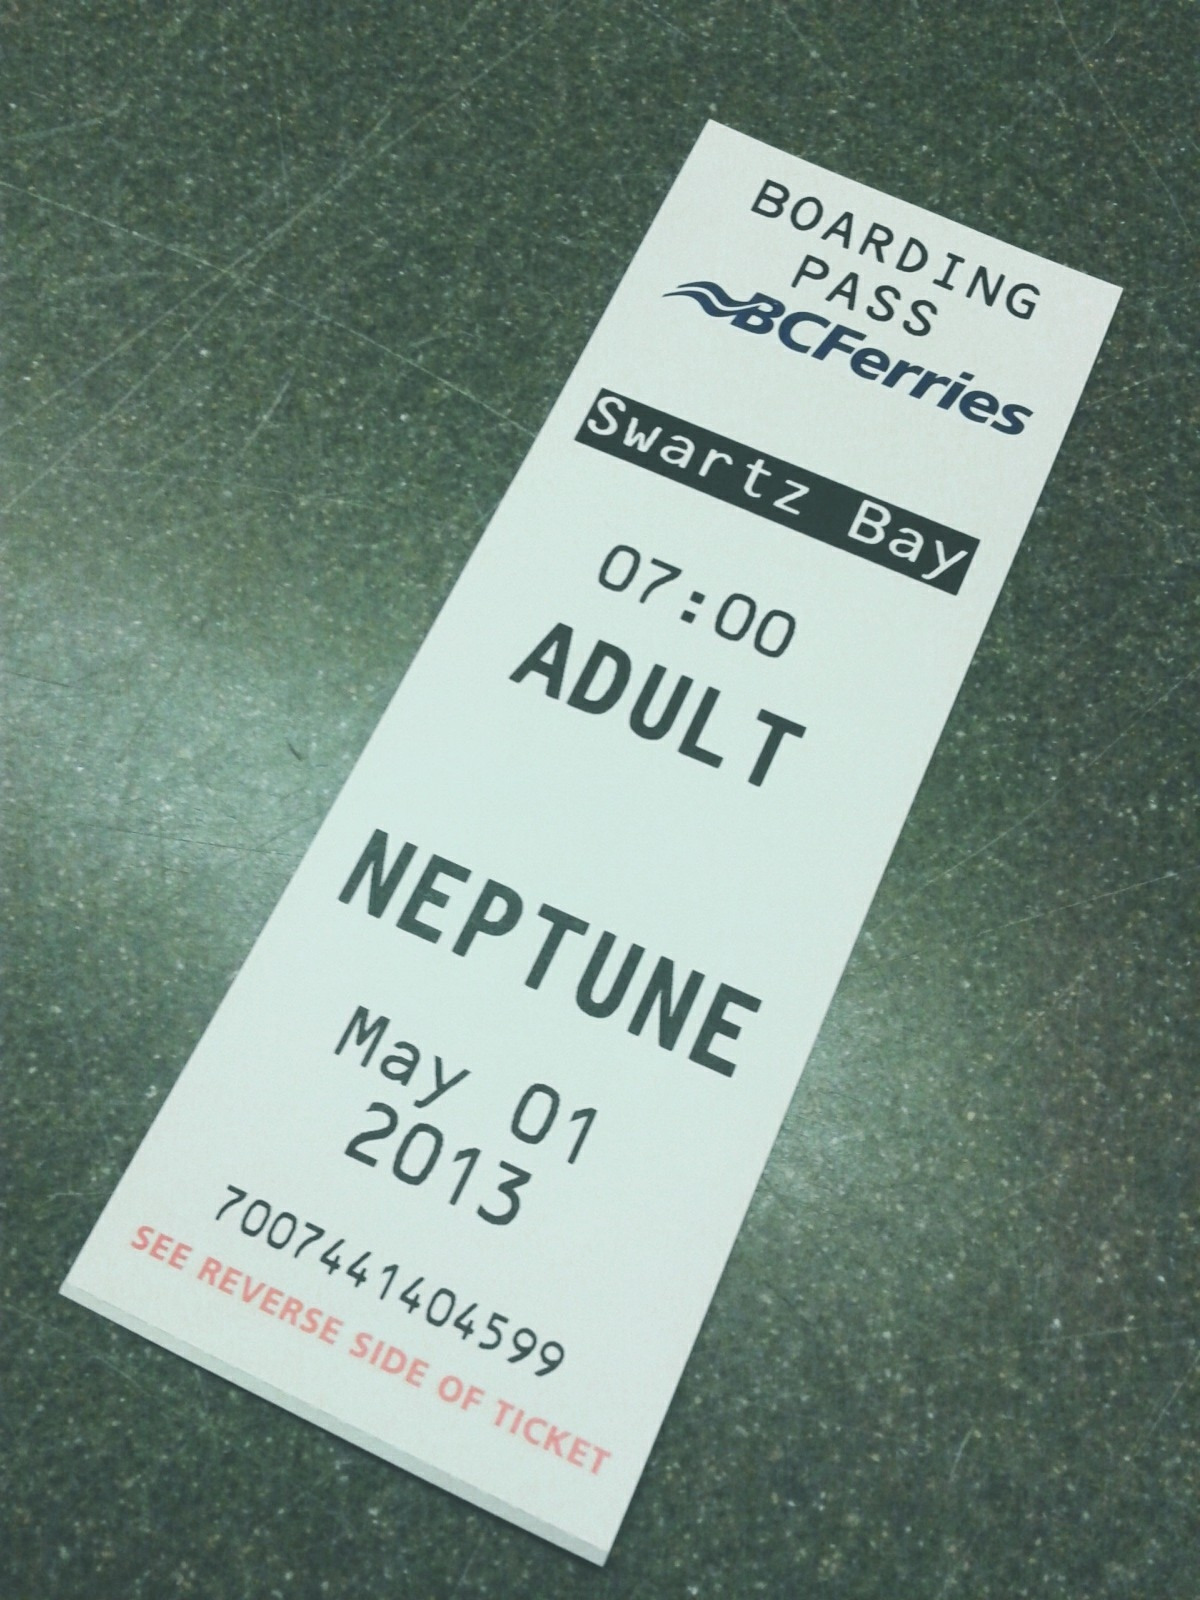 BOARDING
PASS
BCFerries
Swartz Bay
07:00
ADULT
NEPTUNE
May 01
2013
7007441404599
SEE REVERSE SIDE OF TICKET